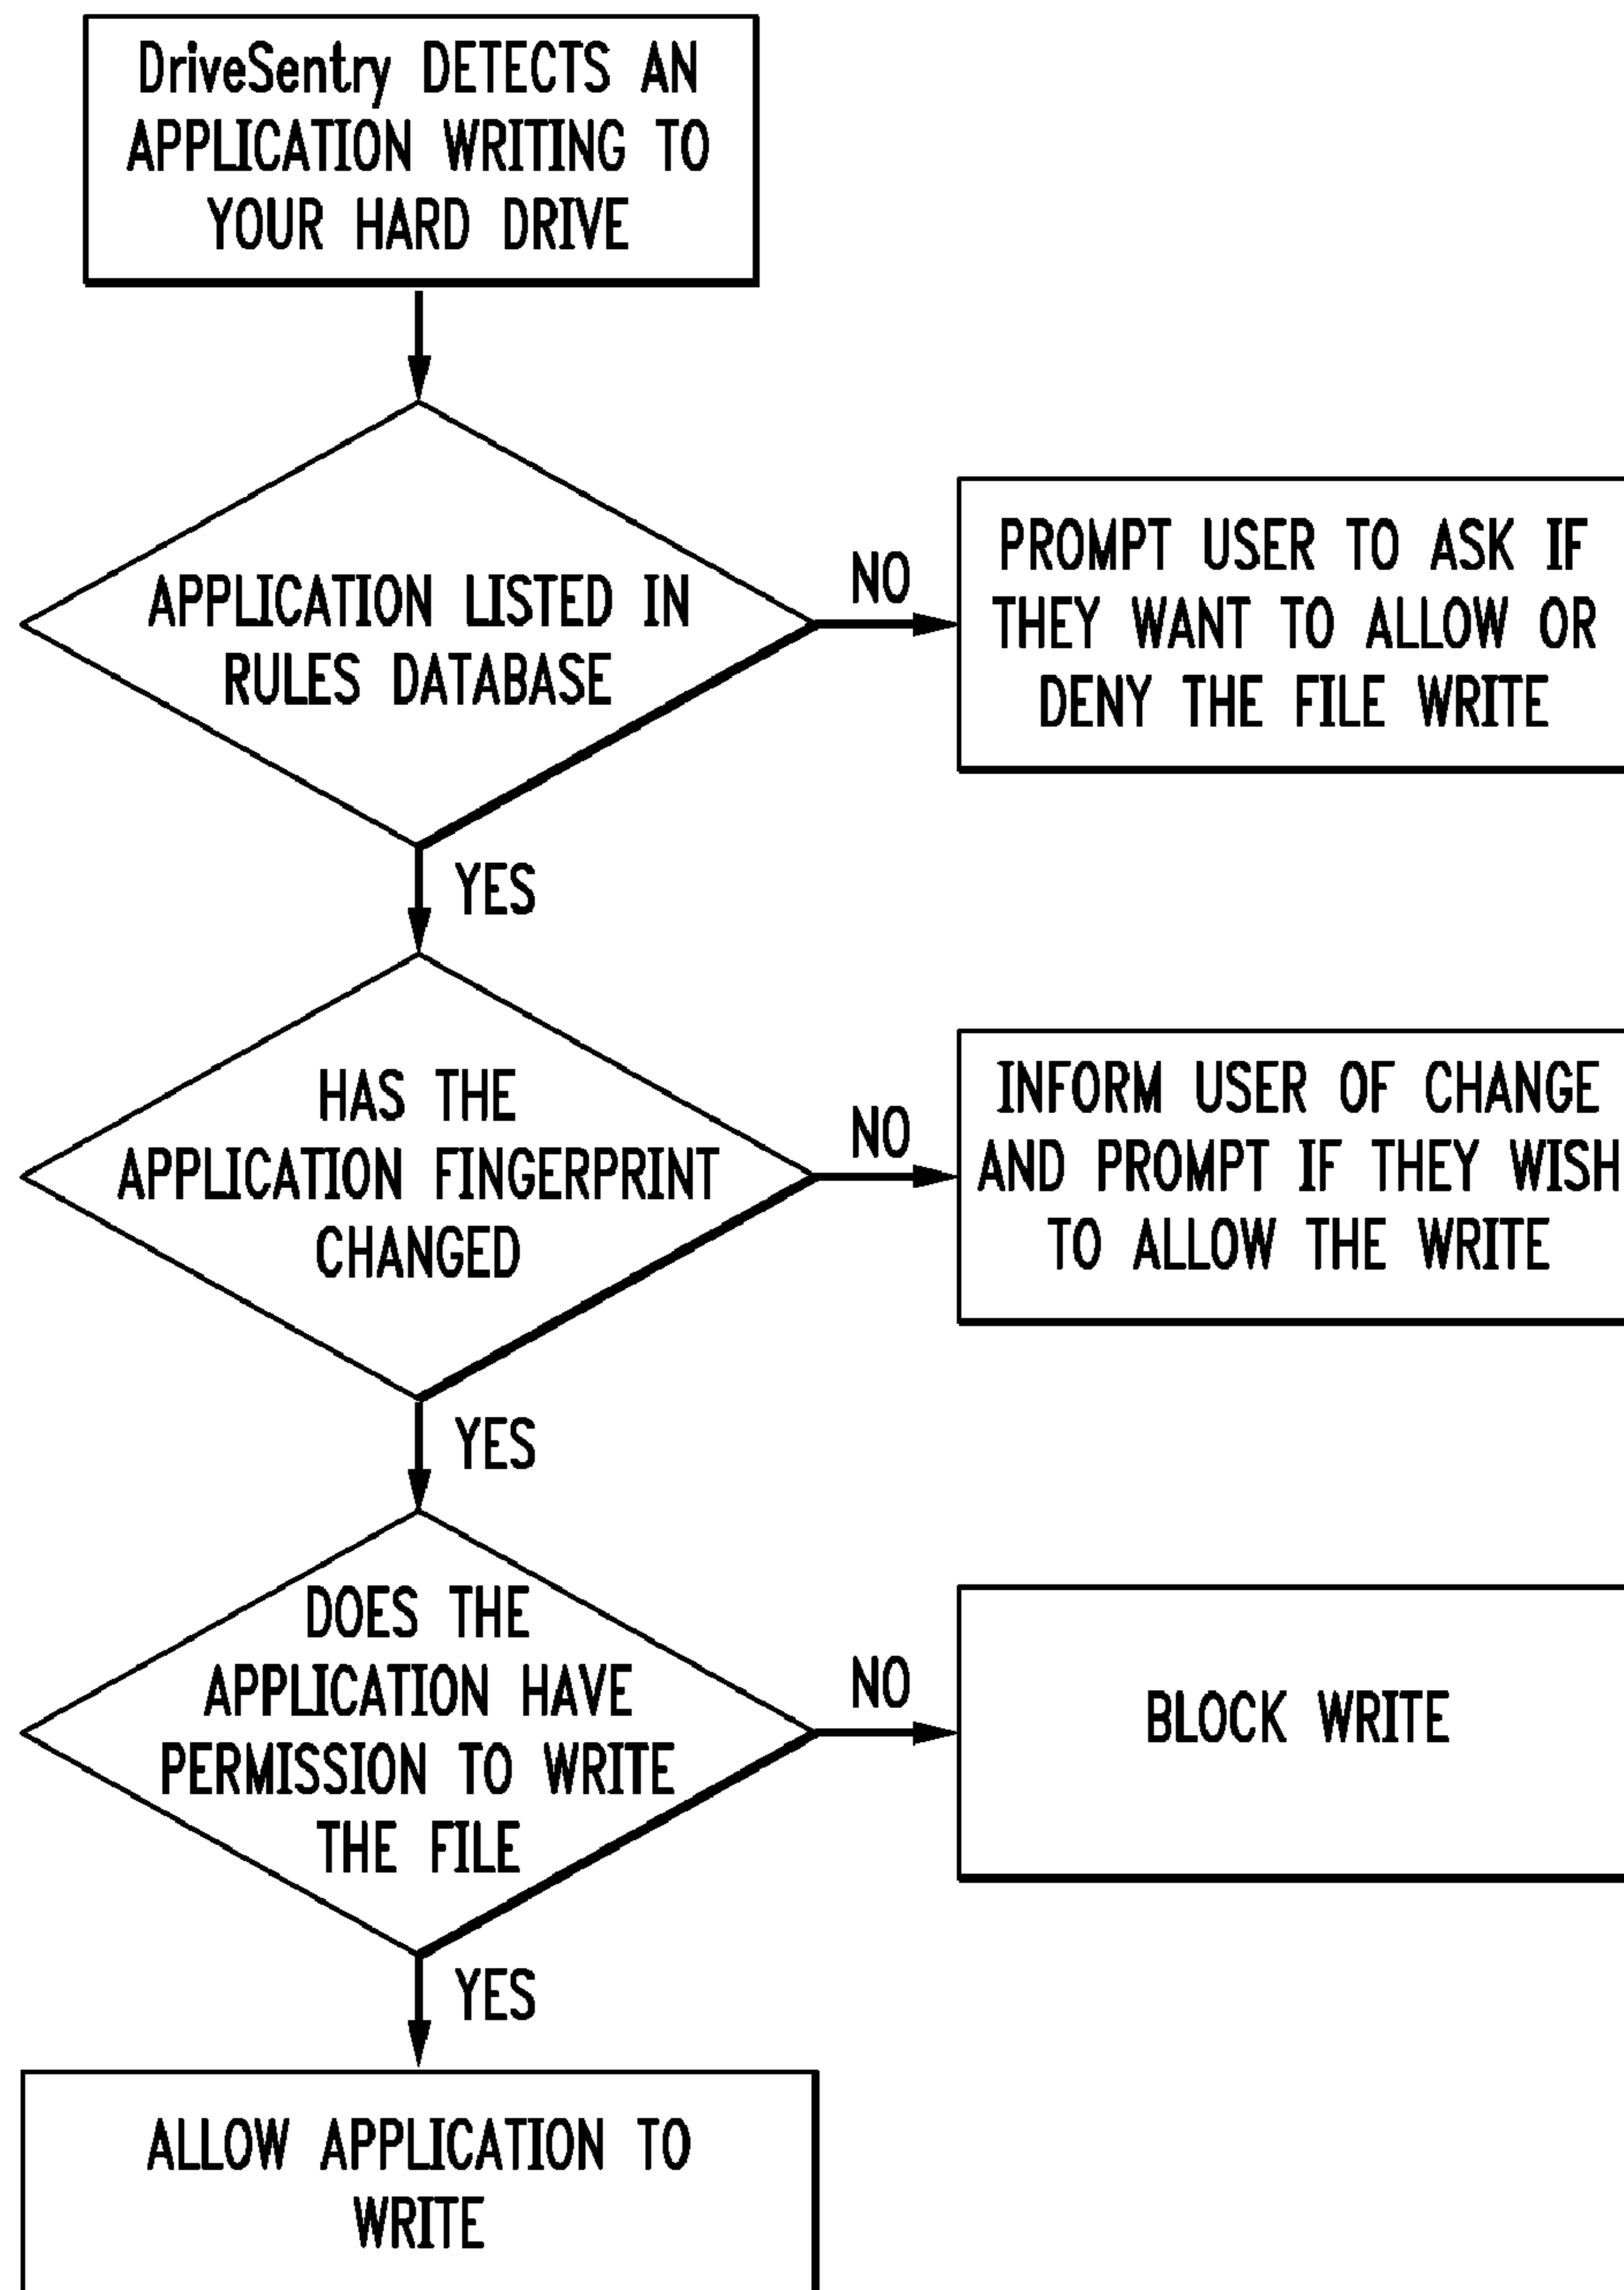 DriveSentry DETECTS AN
APPLICATION WRITING TO
YOUR HARD DRIVE
APPLICATION LISTED IN
RULES DATABASE
NO
PROMPT USER TO ASK IF
THEY WANT TO ALLOW OR
DENY THE FILE WRITE
YES
HAS THE
APPLICATION FINGERPRINT
CHANGED
NO
INFORM USER OF CHANGE
AND PROMPT IF THEY WISH
TO ALLOW THE WRITE
YES
DOES THE
APPLICATION HAVE
PERMISSION TO WRITE
THE FILE
NO
BLOCK WRITE
YES
ALLOW APPLICATION TO
WRITE